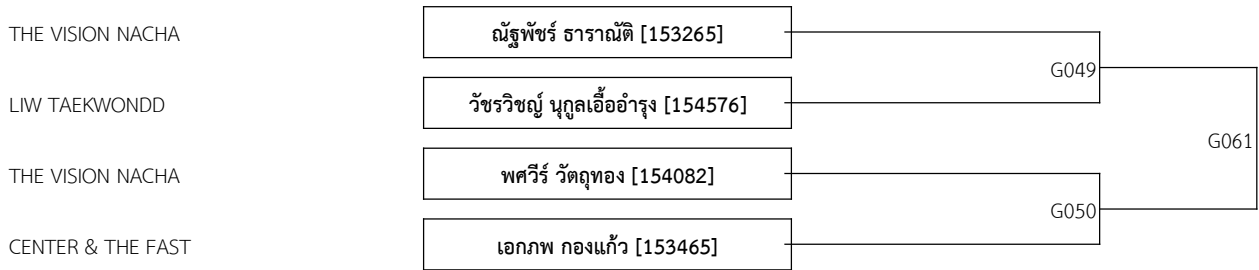 THE VISION NACHA ณัฐพัชร์ ธาราณัติ [153265]
G049
LIW TAEKWONDD วัชรวิชญ์ นุกูลเอื้ออำรุง [154576]
G061
THE VISION NACHA พศวีร์ วัตถุทอง [154082]
G050
CENTER & THE FAST เอกภพ กองแก้ว [153465]